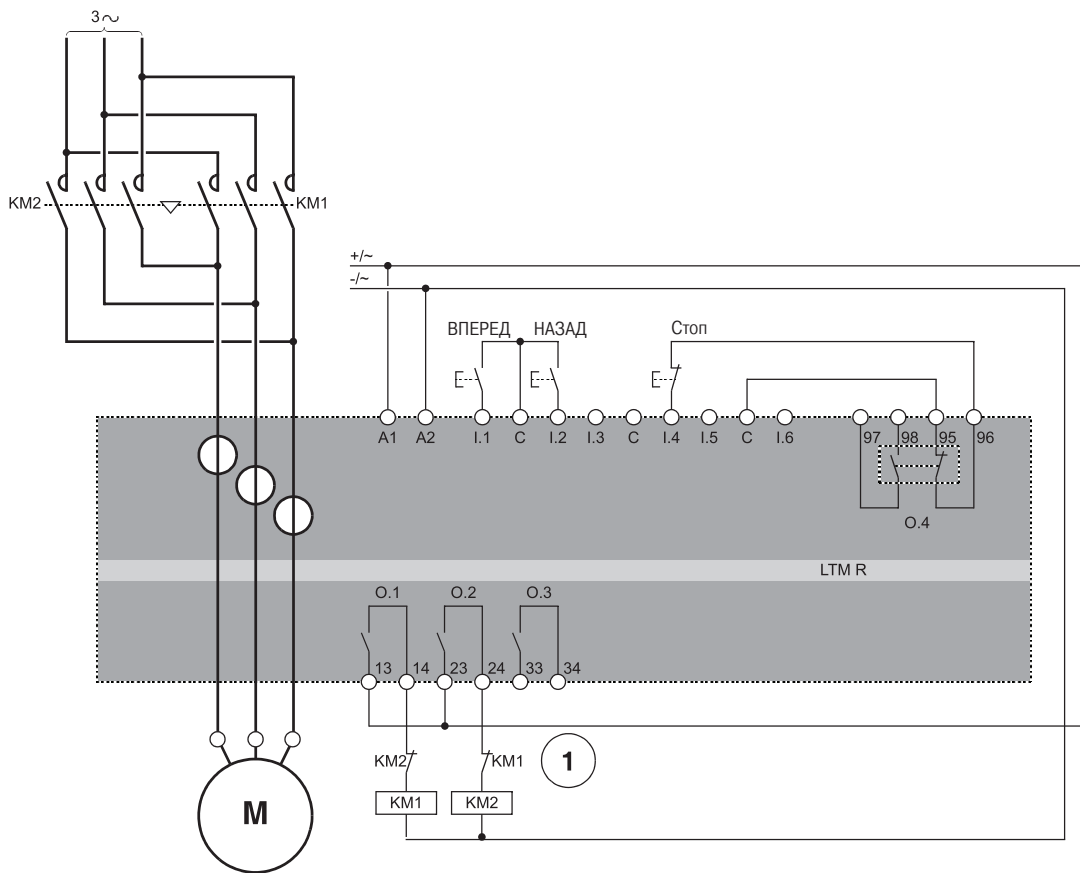 3∼
KM2
KM1
+/~
-/~
ВПЕРЕД НАЗАД Стоп
A1 A2 I.1 C I.2 I.3 C I.4 I.5 C I.6 97 98 95 96
O.4
LTM R
O.1 O.2 O.3
13 14 23 24 33 34
KM2 KM1 1
KM1 KM2
M